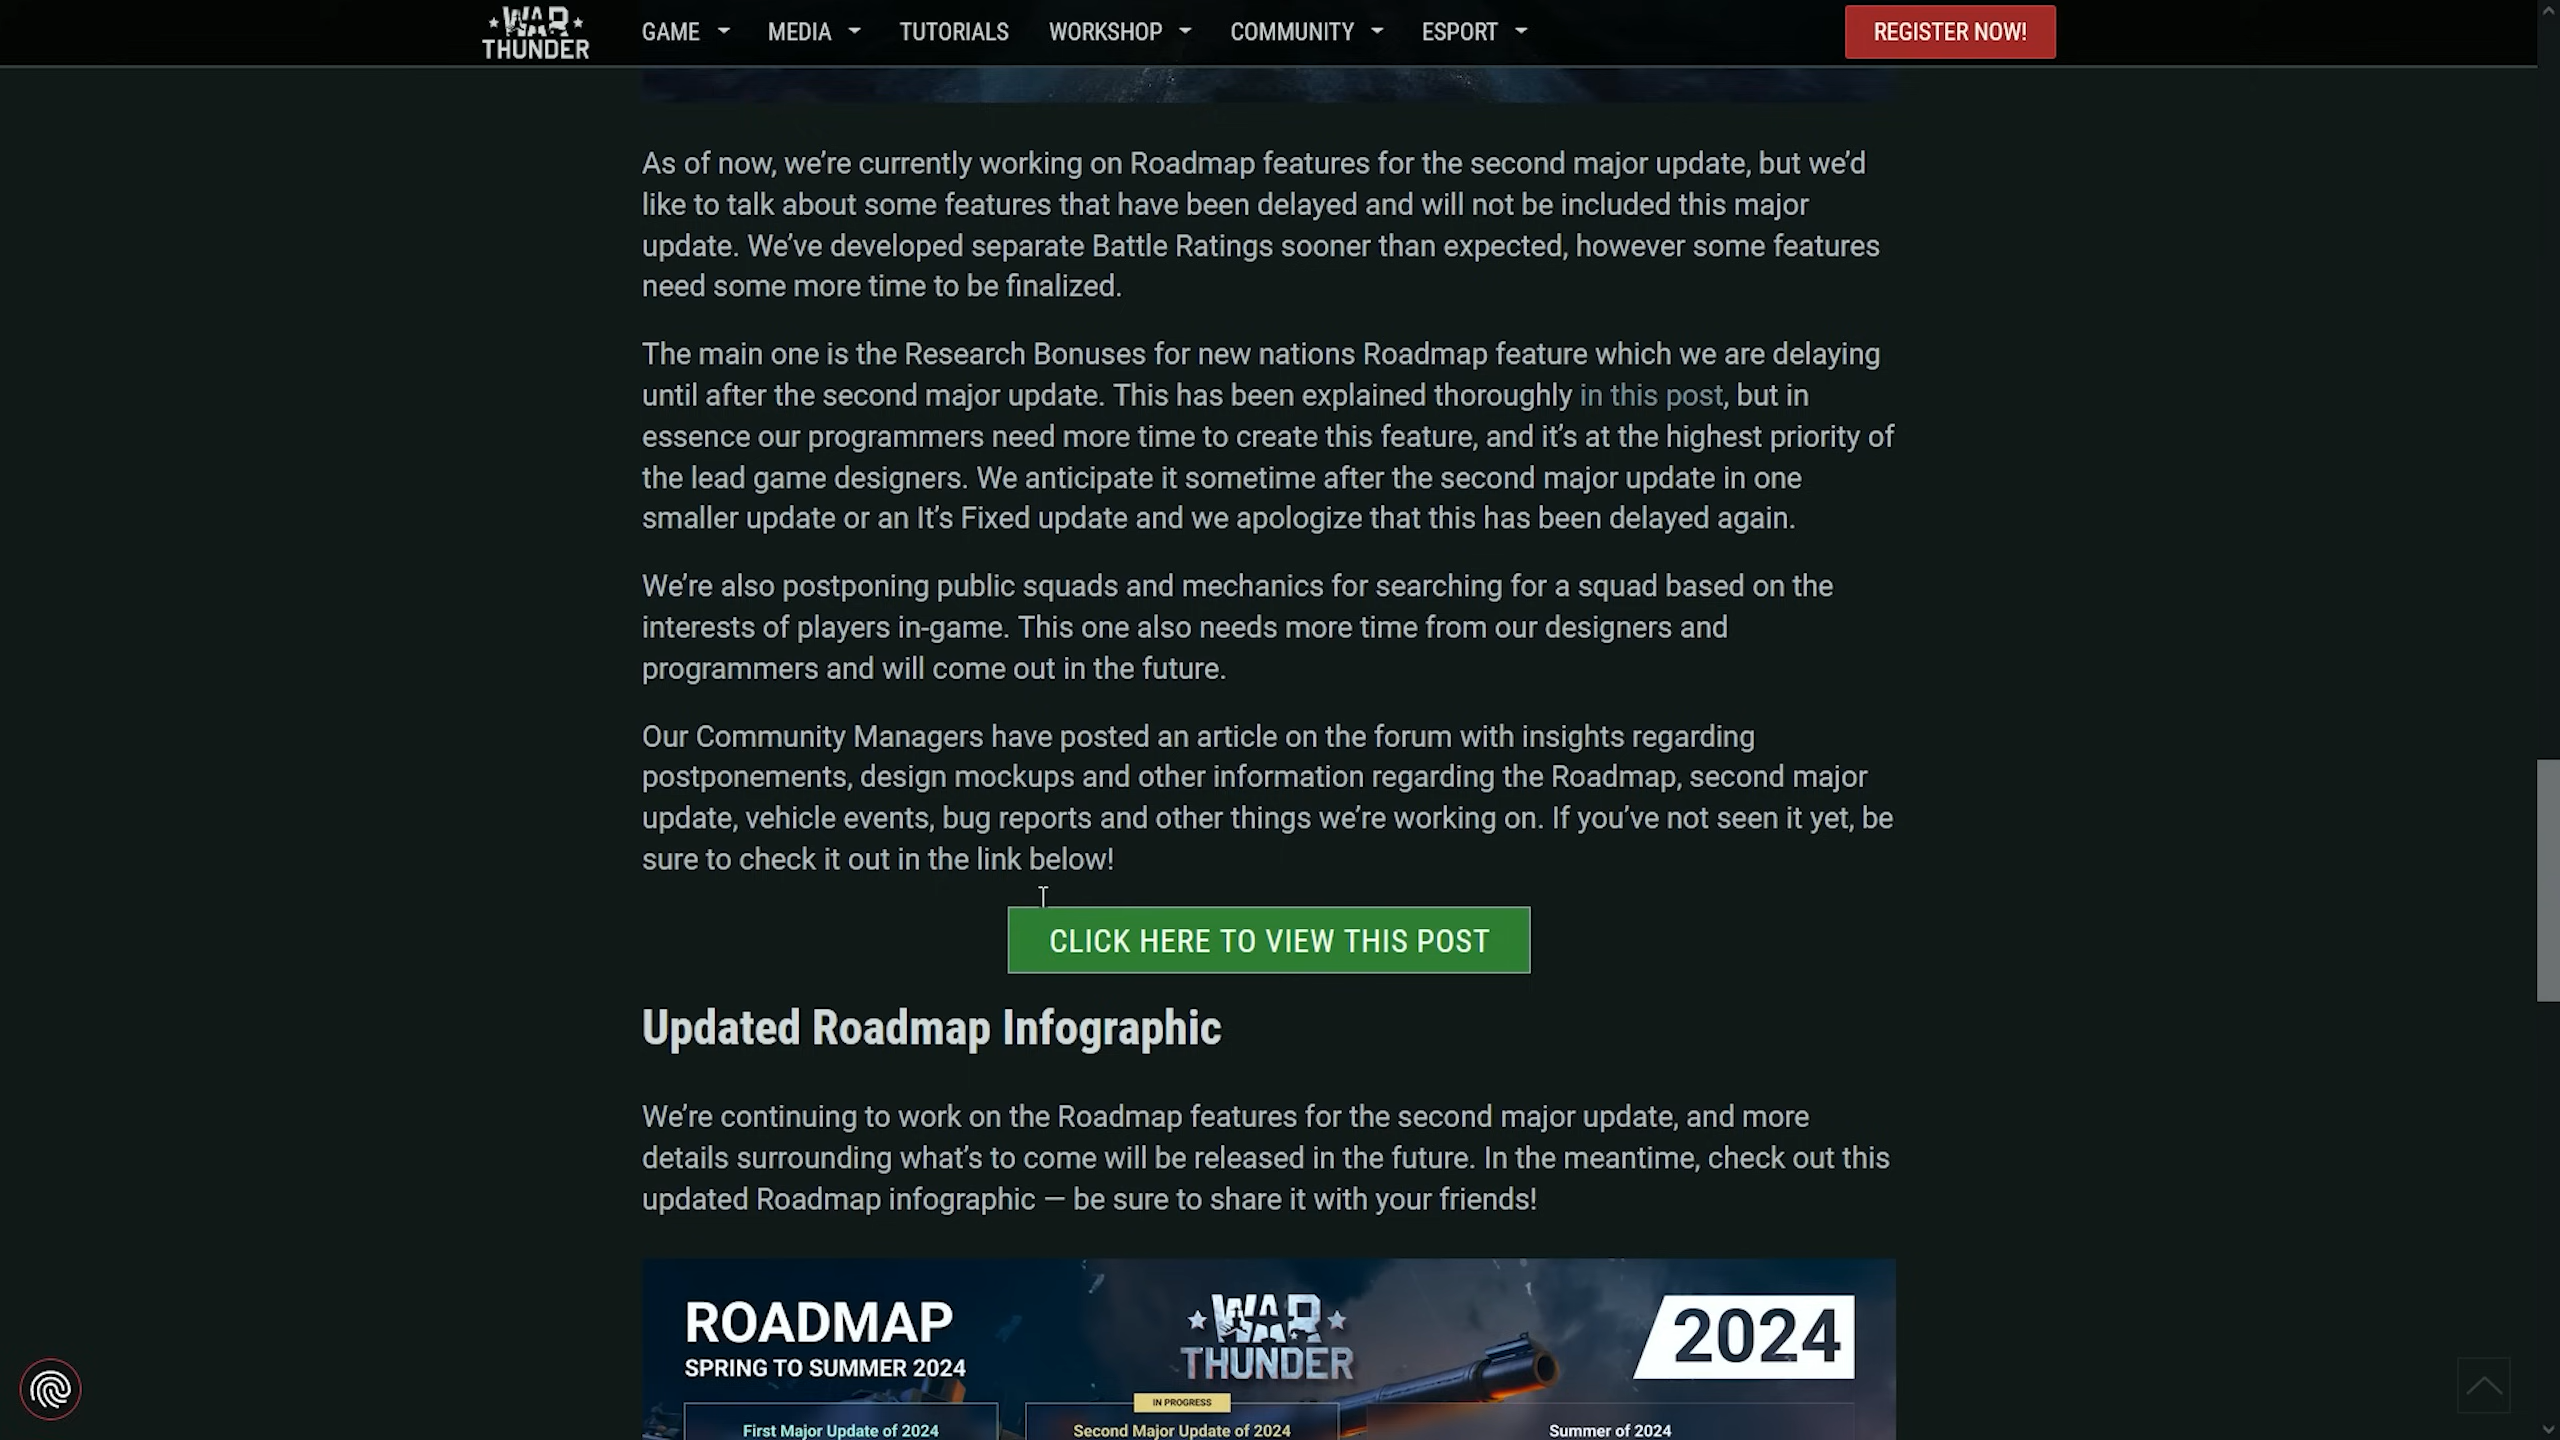 WAR THUNDER
GAME MEDIA TUTORIALS WORKSHOP COMMUNITY ESPORT REGISTER NOW!
As of now, we’re currently working on Roadmap features for the second major update, but we’d
like to talk about some features that have been delayed and will not be included this major
update. We’ve developed separate Battle Ratings sooner than expected, however some features
need some more time to be finalized.
The main one is the Research Bonuses for new nations Roadmap feature which we are delaying
until after the second major update. This has been explained thoroughly in this post, but in
essence our programmers need more time to create this feature, and it’s at the highest priority of
the lead game designers. We anticipate it sometime after the second major update in one
smaller update or an It’s Fixed update and we apologize that this has been delayed again.
We’re also postponing public squads and mechanics for searching for a squad based on the
interests of players in-game. This one also needs more time from our designers and
programmers and will come out in the future.
Our Community Managers have posted an article on the forum with insights regarding
postponements, design mockups and other information regarding the Roadmap, second major
update, vehicle events, bug reports and other things we’re working on. If you’ve not seen it yet, be
sure to check it out in the link below!
CLICK HERE TO VIEW THIS POST
Updated Roadmap Infographic
We’re continuing to work on the Roadmap features for the second major update, and more
details surrounding what’s to come will be released in the future. In the meantime, check out this
updated Roadmap infographic — be sure to share it with your friends!
ROADMAP
SPRING TO SUMMER 2024
WAR
THUNDER
2024
IN PROGRESS
First Major Update of 2024
Second Major Update of 2024
Summer of 2024